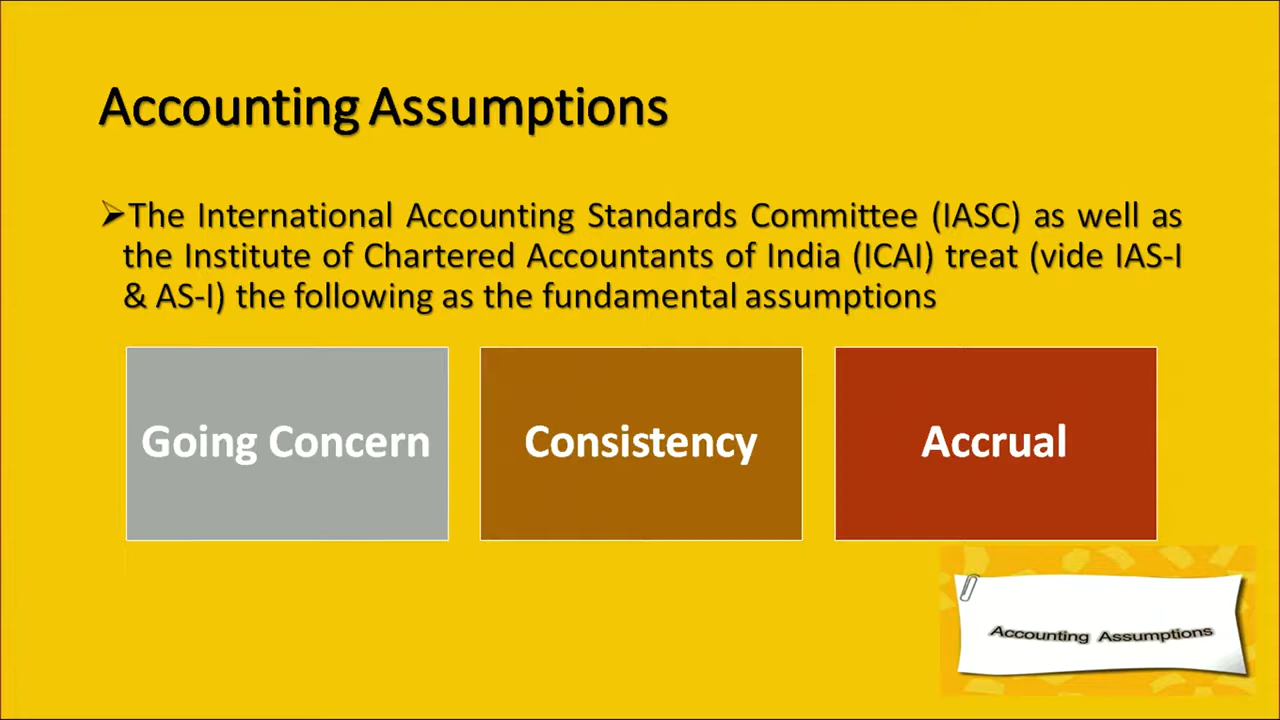 Accounting Assumptions
➢The International Accounting Standards Committee (IASC) as well as
the Institute of Chartered Accountants of India (ICAI) treat (vide IAS-I
& AS-I) the following as the fundamental assumptions
Going Concern
Consistency
Accrual
Accounting Assumptions